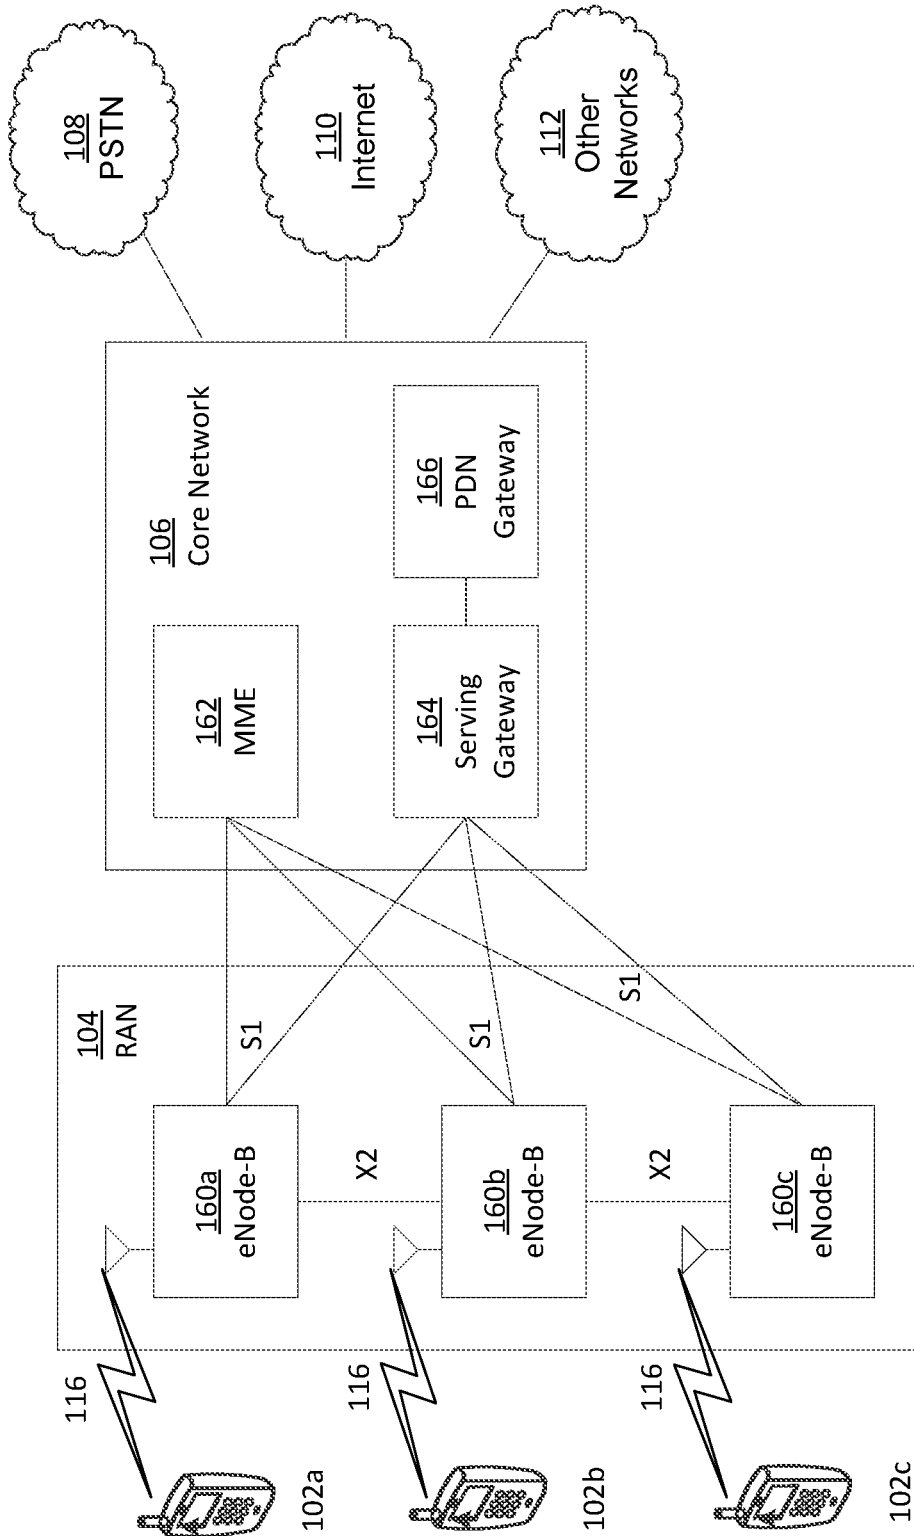 108
PSTN
110
Internet
112
Other
Networks
106
Core Network
162
MME
164
Serving
Gateway
166
PDN
Gateway
104
RAN
S1
S1
S1
160a
eNode-B
X2
160b
eNode-B
X2
160c
eNode-B
116
116
116
102a
102b
102c